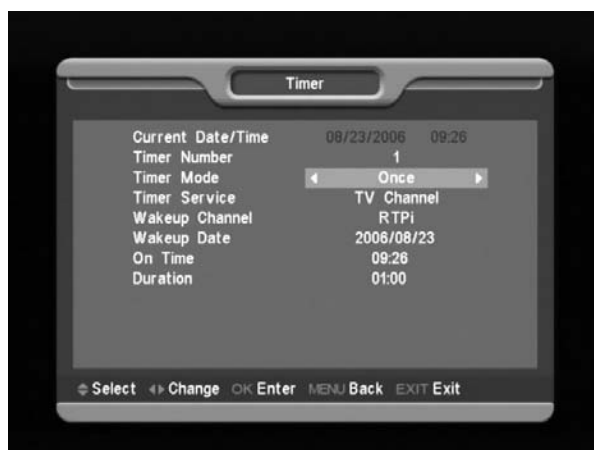 Timer
Current Date/Time 08/23/2006 09:26
Timer Number 1
Timer Mode Once
Timer Service TV Channel
Wakeup Channel RTPi
Wakeup Date 2006/08/23
On Time 09:26
Duration 01:00
Select Change OK Enter MENU Back EXIT Exit